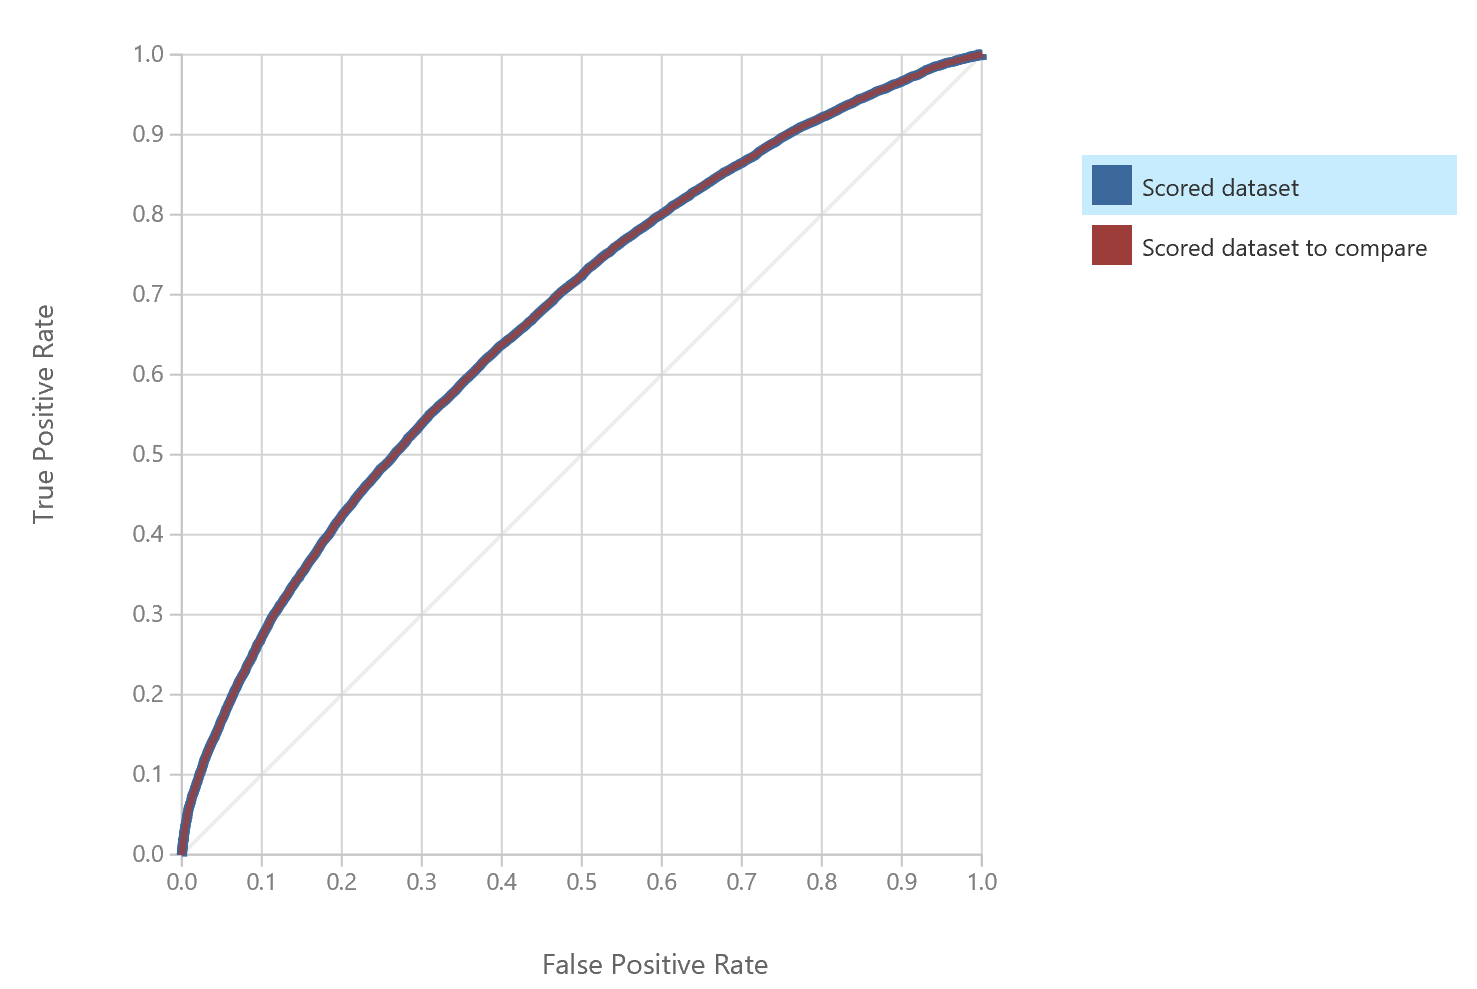 1.0
0.9
0.8
0.7
0.6
0.5
0.4
0.3
0.2
0.1
0.0
True Positive Rate
0.0 0.1 0.2 0.3 0.4 0.5 0.6 0.7 0.8 0.9 1.0
False Positive Rate
Scored dataset
Scored dataset to compare